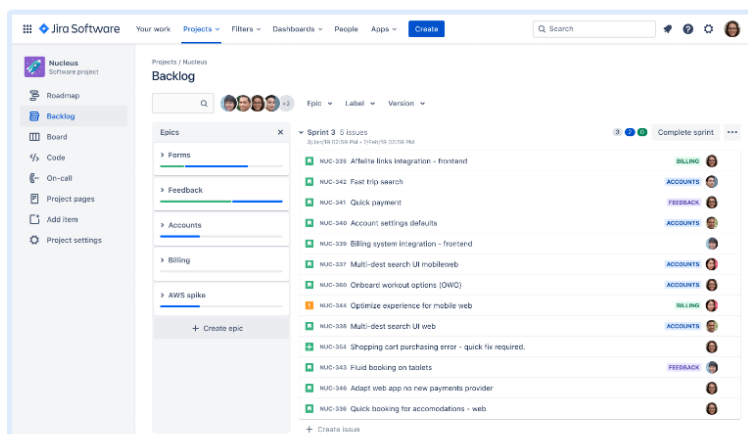 Jira Software Your work Projects Filters Dashboards People Apps Create Search
Nucleus
Software project
Roadmap
Backlog
Board
Code
On-call
Project pages
Add item
Project settings
Projects / Nucleus
Backlog
+2 Epic Label Version
Epics
Forms
Feedback
Accounts
Billing
AWS spike
+ Create epic
Sprint 3 5 issues 3 Complete sprint
NUC-335 Affelite links integration - frontend BILLING
NUC-342 Fast trip search ACCOUNTS
NUC-341 Quick payment FEEDBACK
NUC-340 Account settings defaults ACCOUNTS
NUC-339 Billing system integration - frontend
NUC-337 Multi-dest search UI mobileweb ACCOUNTS
NUC-360 Onboard workout options (OWO) ACCOUNTS
NUC-344 Optimize experience for mobile web BILLING
NUC-338 Multi-dest search UI web ACCOUNTS
NUC-354 Shopping cart purchasing error - quick fix required.
NUC-343 Fluid booking on tablets FEEDBACK
NUC-346 Adapt web app no new payments provider
NUC-336 Quick booking for accomodations - web
+ Create issue